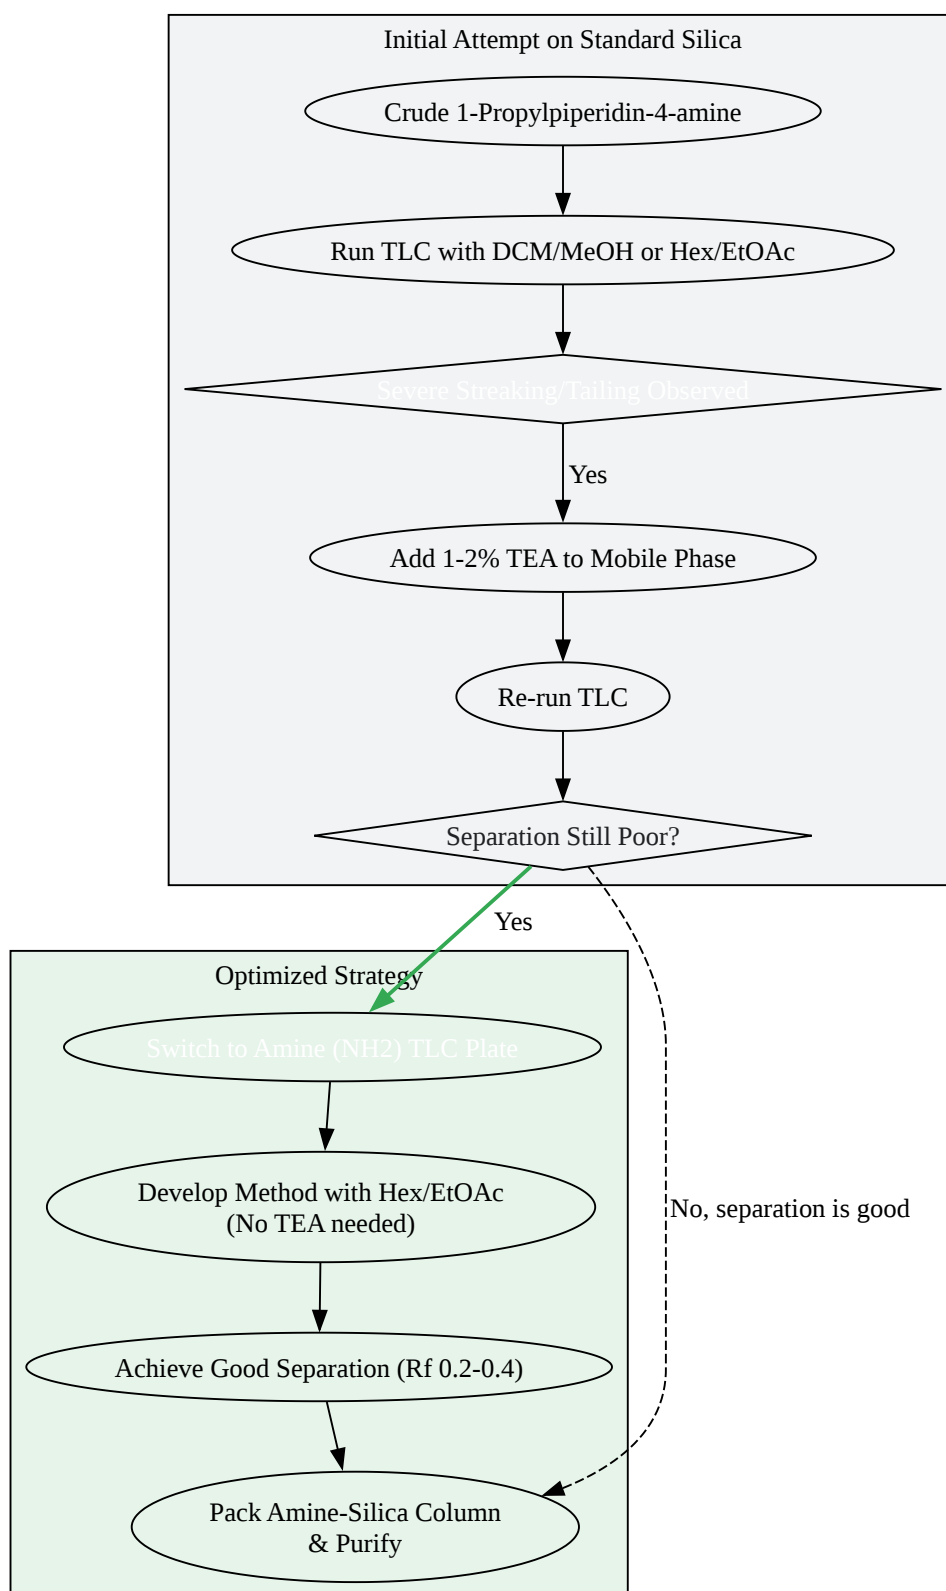 Initial Attempt on Standard Silica
Crude 1-Propylpiperidin-4-amine
Run TLC with DCM/MeOH or Hex/EtOAc
Severe Streaking/Tailing Observed
Yes
Add 1-2% TEA to Mobile Phase
Re-run TLC
Separation Still Poor?
Yes
Optimized Strategy
Switch to Amine (NH2) TLC Plate
Develop Method with Hex/EtOAc
(No TEA needed)
No, separation is good
Achieve Good Separation (Rf 0.2-0.4)
Pack Amine-Silica Column
& Purify